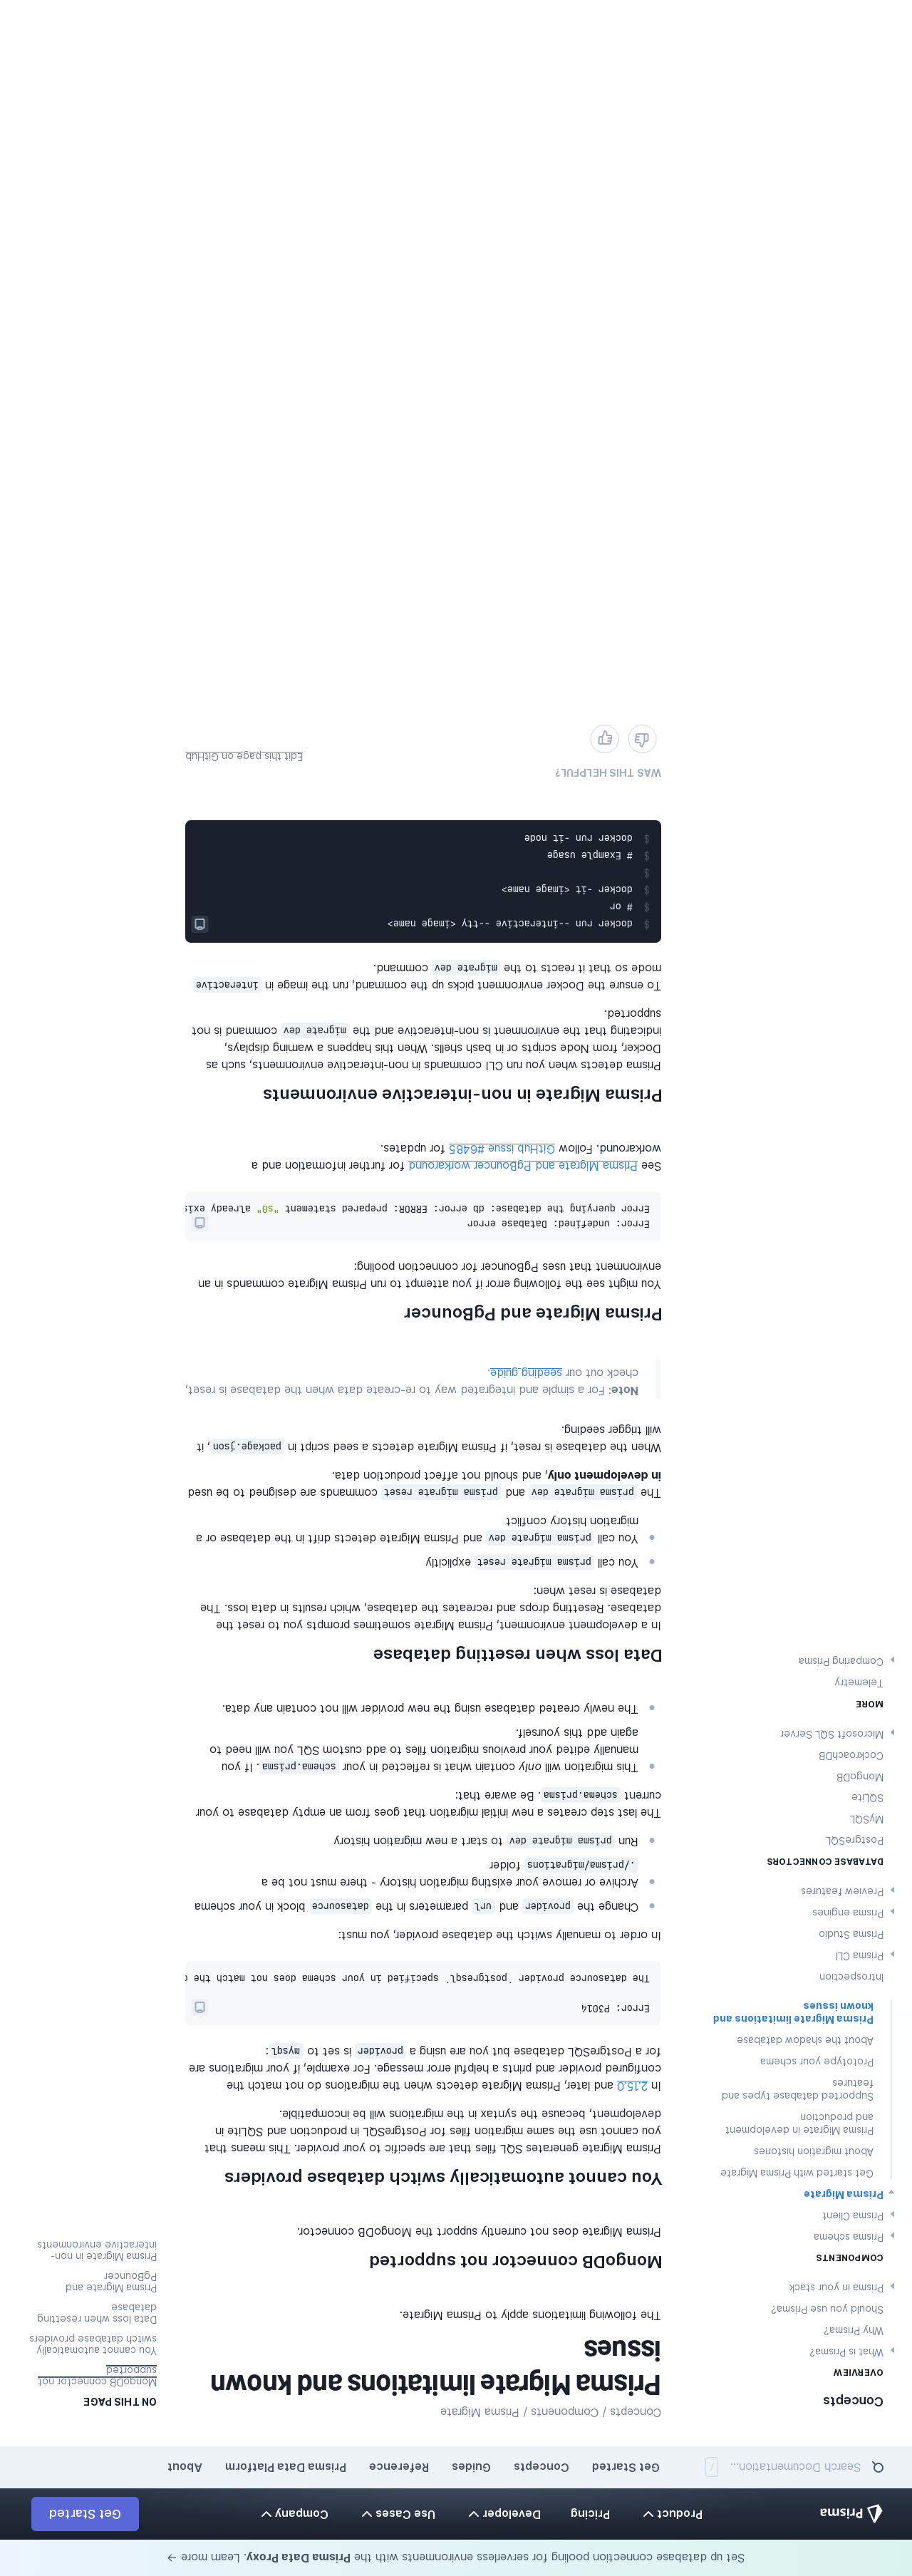 Set up database connection pooling for serverless environments with the Prisma Data Proxy. Learn more →
Prisma
Product
Pricing
Developer
Use Cases
Company
Get Started
Search Documentation...
/
Get Started
Concepts
Guides
Reference
Prisma Data Platform
About
Concepts
OVERVIEW
What is Prisma?
Why Prisma?
Should you use Prisma?
Prisma in your stack
COMPONENTS
Prisma schema
Prisma Client
Prisma Migrate
Get started with Prisma Migrate
About migration histories
Prisma Migrate in development
and production
Supported database types and
features
Prototype your schema
About the shadow database
Prisma Migrate limitations and
known issues
Introspection
Prisma CLI
Prisma Studio
Prisma engines
Preview features
DATABASE CONNECTORS
PostgreSQL
MySQL
SQLite
MongoDB
CockroachDB
Microsoft SQL Server
MORE
Telemetry
Comparing Prisma
Concepts / Components / Prisma Migrate
Prisma Migrate limitations and known
issues
The following limitations apply to Prisma Migrate.
MongoDB connector not supported
Prisma Migrate does not currently support the MongoDB connector.
You cannot automatically switch database providers
Prisma Migrate generates SQL files that are specific to your provider. This means that
you cannot use the same migration files for PostgreSQL in production and SQLite in
development, because the syntax in the migrations will be incompatible.
In 2.15.0 and later, Prisma Migrate detects when the migrations do not match the
configured provider and prints a helpful error message. For example, if your migrations are
for a PostgreSQL database but you are using a provider is set to mysql:
Error: P3014
The datasource provider `postgresql` specified in your schema does not match the
In order to manually switch the database provider, you must:
Change the provider and url parameters in the datasource block in your schema
Archive or remove your existing migration history - there must not be a
./prisma/migrations folder
Run prisma migrate dev to start a new migration history
The last step creates a new initial migration that goes from an empty database to your
current schema.prisma. Be aware that:
This migration will only contain what is reflected in your schema.prisma. If you
manually edited your previous migration files to add custom SQL you will need to
again add this yourself.
The newly created database using the new provider will not contain any data.
Data loss when resetting database
In a development environment, Prisma Migrate sometimes prompts you to reset the
database. Resetting drops and recreates the database, which results in data loss. The
database is reset when:
You call prisma migrate reset explicitly
You call prisma migrate dev and Prisma Migrate detects drift in the database or a
migration history conflict
The prisma migrate dev and prisma migrate reset commands are designed to be used
in development only, and should not affect production data.
When the database is reset, if Prisma Migrate detects a seed script in package.json, it
will trigger seeding.
Note: For a simple and integrated way to re-create data when the database is reset,
check out our seeding guide.
Prisma Migrate and PgBouncer
You might see the following error if you attempt to run Prisma Migrate commands in an
environment that uses PgBouncer for connection pooling:
Error: undefined: Database error
Error querying the database: db error: ERROR: prepared statement "s0" already exis
See Prisma Migrate and PgBouncer workaround for further information and a
workaround. Follow GitHub issue #6485 for updates.
Prisma Migrate in non-interactive environments
Prisma detects when you run CLI commands in non-interactive environments, such as
Docker, from Node scripts or in bash shells. When this happens a warning displays,
indicating that the environment is non-interactive and the migrate dev command is not
supported.
To ensure the Docker environment picks up the command, run the image in interactive
mode so that it reacts to the migrate dev command.
$ docker run --interactive --tty <image name>
$ # or
$ docker -it <image name>
$
$ # Example usage
$ docker run -it node
WAS THIS HELPFUL?
Edit this page on GitHub
ON THIS PAGE
MongoDB connector not
supported
You cannot automatically
switch database providers
Data loss when resetting
database
Prisma Migrate and
PgBouncer
Prisma Migrate in non-
interactive environments